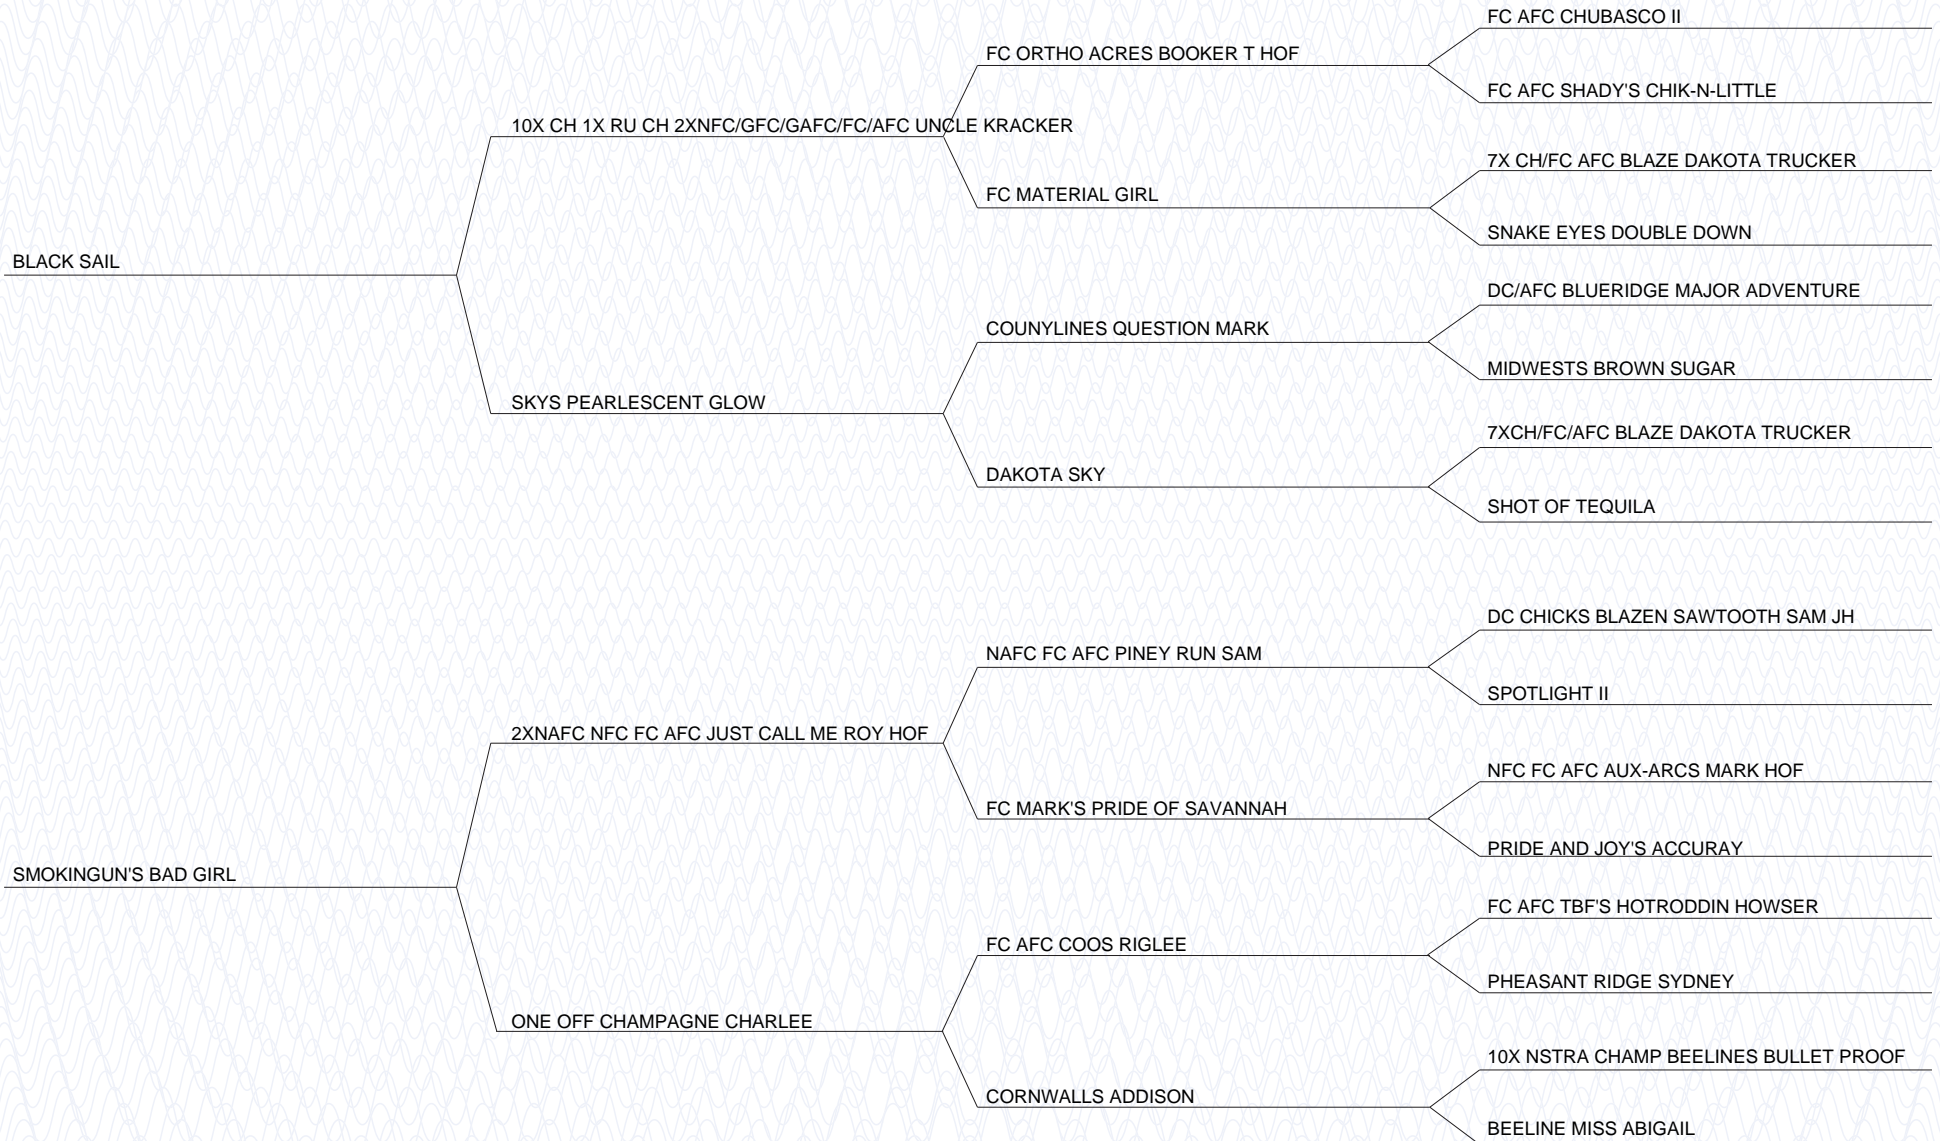 FC AFC CHUBASCO II
FC ORTHO ACRES BOOKER T HOF
FC AFC SHADY'S CHIK-N-LITTLE
10X CH 1X RU CH 2XNFC/GFC/GAFC/FC/AFC UNCLE KRACKER
7X CH/FC AFC BLAZE DAKOTA TRUCKER
FC MATERIAL GIRL
SNAKE EYES DOUBLE DOWN
BLACK SAIL
DC/AFC BLUERIDGE MAJOR ADVENTURE
COUNYLINES QUESTION MARK
MIDWESTS BROWN SUGAR
SKYS PEARLESCENT GLOW
7XCH/FC/AFC BLAZE DAKOTA TRUCKER
DAKOTA SKY
SHOT OF TEQUILA
DC CHICKS BLAZEN SAWTOOTH SAM JH
NAFC FC AFC PINEY RUN SAM
SPOTLIGHT II
2XNAFC NFC FC AFC JUST CALL ME ROY HOF
NFC FC AFC AUX-ARCS MARK HOF
FC MARK'S PRIDE OF SAVANNAH
PRIDE AND JOY'S ACCURAY
SMOKINGUN'S BAD GIRL
FC AFC TBF'S HOTRODDIN HOWSER
FC AFC COOS RIGLEE
PHEASANT RIDGE SYDNEY
ONE OFF CHAMPAGNE CHARLEE
10X NSTRA CHAMP BEELINES BULLET PROOF
CORNWALLS ADDISON
BEELINE MISS ABIGAIL